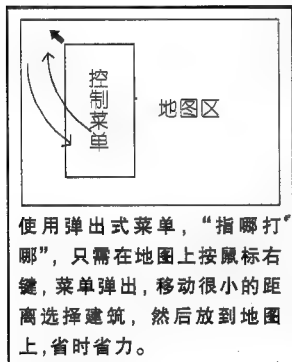 控制菜单
地图区
使用弹出式菜单，“指哪打
哪”，只需在地图上按鼠标右
键，菜单弹出，移动很小的距
离选择建筑，然后放到地图
上，省时省力。